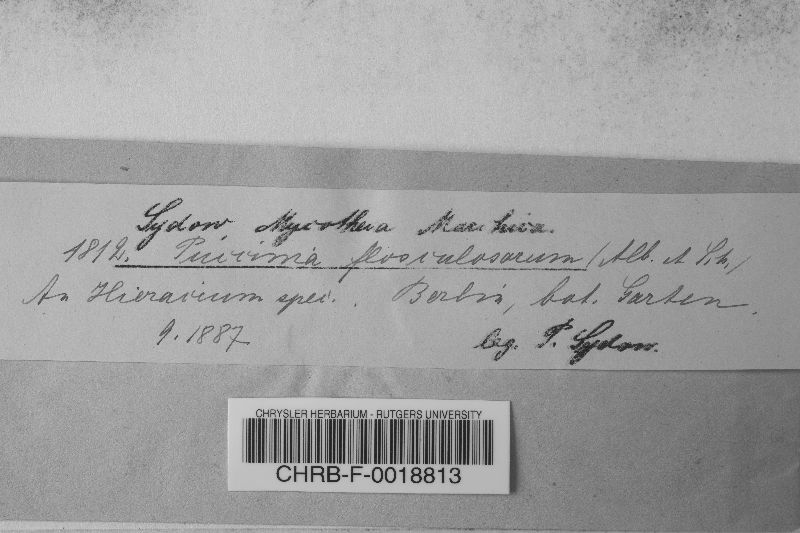 Sydow Mycotheca Marchica.
1812. Puccinia flosculosorum (Alb. et Sch.)
An Hieracium spec. . Berlin, bot. Garten.
9. 1887
leg. P. Sydow.
CHRYSLER HERBARIUM - RUTGERS UNIVERSITY
CHRB-F-0018813